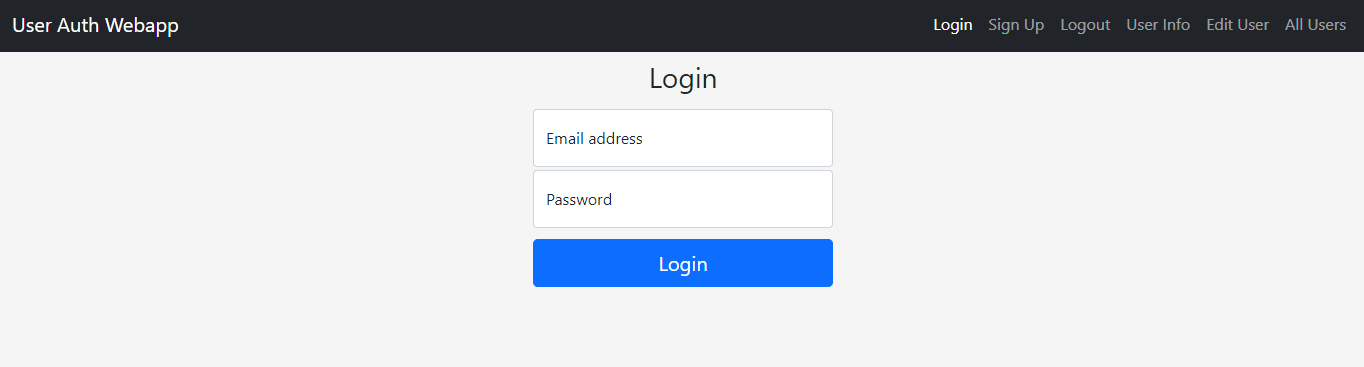 User Auth Webapp Login Sign Up Logout User Info Edit User All Users
Login
Email address
Password
Login